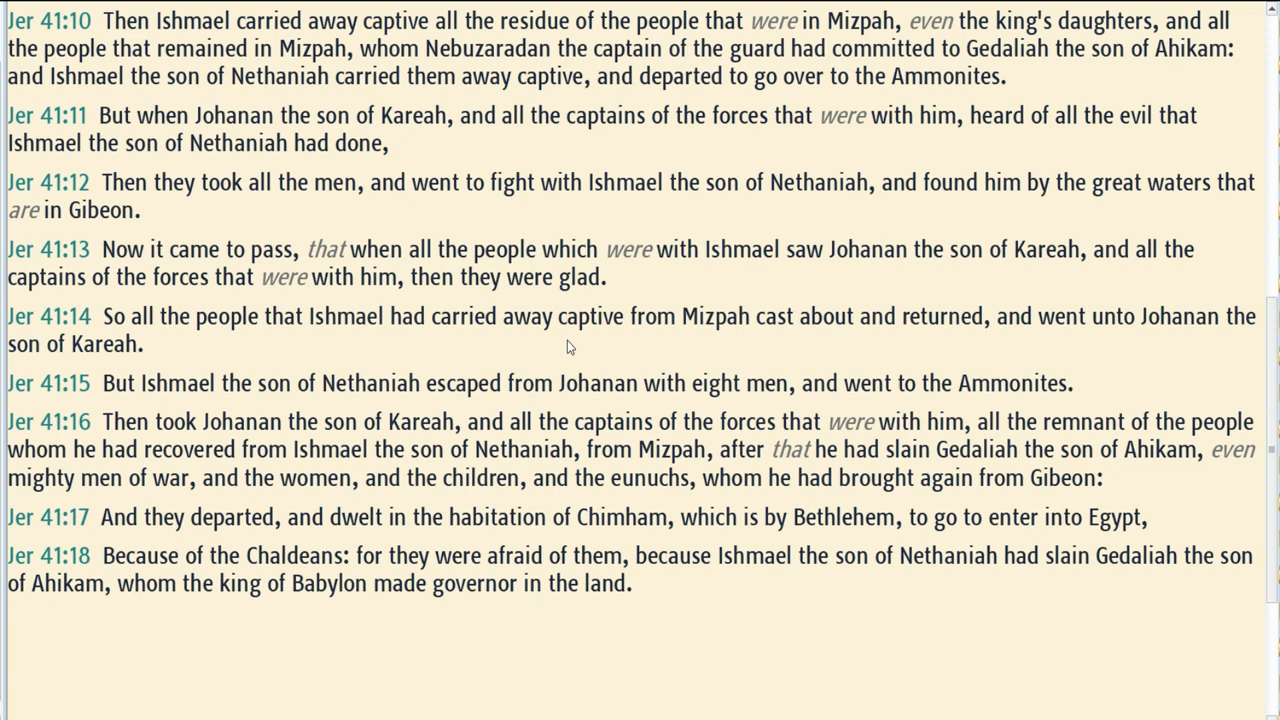 Jer 41:10 Then Ishmael carried away captive all the residue of the people that were in Mizpah, even the king's daughters, and all
the people that remained in Mizpah, whom Nebuzaradan the captain of the guard had committed to Gedaliah the son of Ahikam:
and Ishmael the son of Nethaniah carried them away captive, and departed to go over to the Ammonites.
Jer 41:11 But when Johanan the son of Kareah, and all the captains of the forces that were with him, heard of all the evil that
Ishmael the son of Nethaniah had done,
Jer 41:12 Then they took all the men, and went to fight with Ishmael the son of Nethaniah, and found him by the great waters that
are in Gibeon.
Jer 41:13 Now it came to pass, that when all the people which were with Ishmael saw Johanan the son of Kareah, and all the
captains of the forces that were with him, then they were glad.
Jer 41:14 So all the people that Ishmael had carried away captive from Mizpah cast about and returned, and went unto Johanan the
son of Kareah.
Jer 41:15 But Ishmael the son of Nethaniah escaped from Johanan with eight men, and went to the Ammonites.
Jer 41:16 Then took Johanan the son of Kareah, and all the captains of the forces that were with him, all the remnant of the people
whom he had recovered from Ishmael the son of Nethaniah, from Mizpah, after that he had slain Gedaliah the son of Ahikam, even
mighty men of war, and the women, and the children, and the eunuchs, whom he had brought again from Gibeon:
Jer 41:17 And they departed, and dwelt in the habitation of Chimham, which is by Bethlehem, to go to enter into Egypt,
Jer 41:18 Because of the Chaldeans: for they were afraid of them, because Ishmael the son of Nethaniah had slain Gedaliah the son
of Ahikam, whom the king of Babylon made governor in the land.